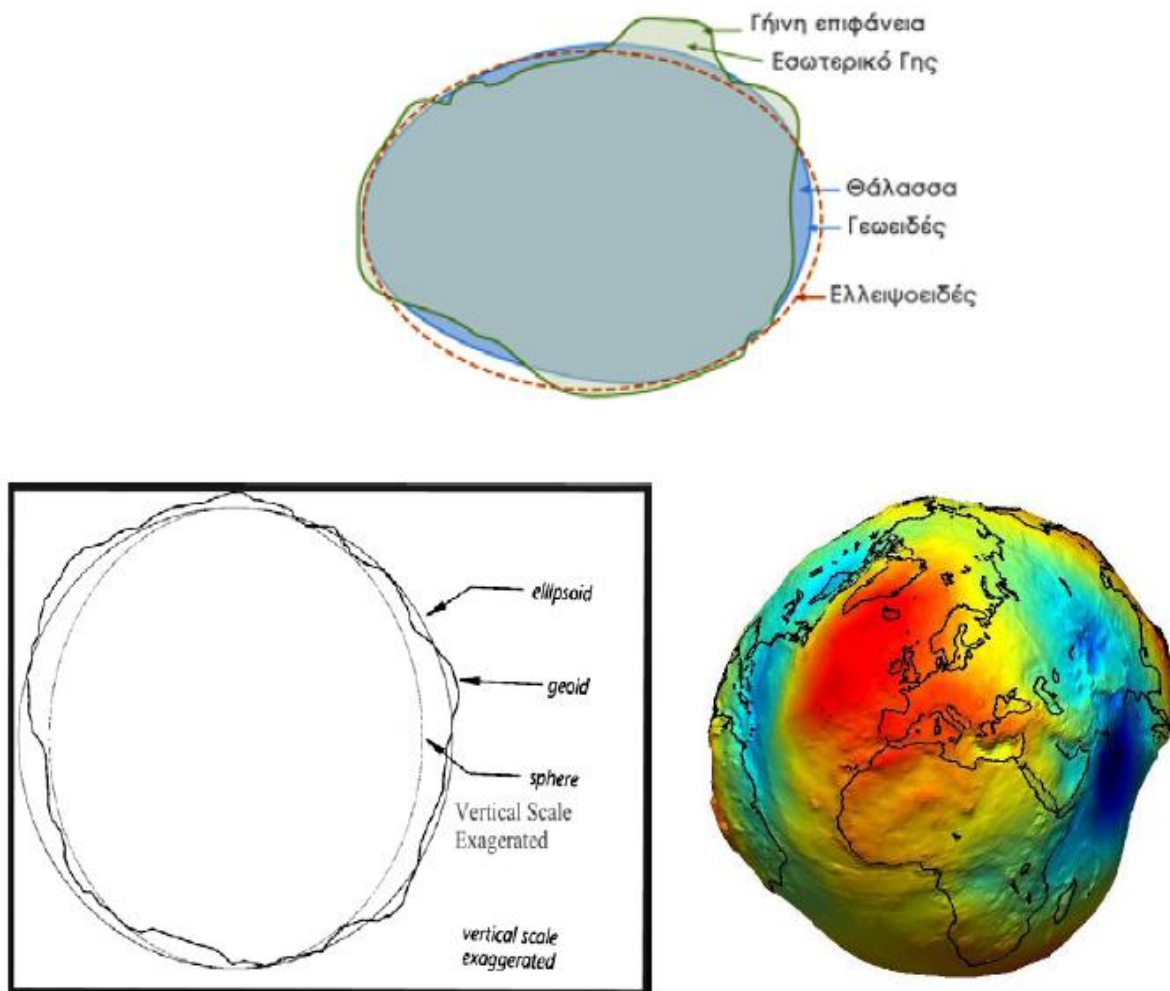 Γήινη επιφάνεια
Εσωτερικό Γης
Θάλασσα
Γεωειδές
Ελλειψοειδές
ellipsoid
geoid
sphere
Vertical Scale
Exagerated
vertical scale
exaggerated